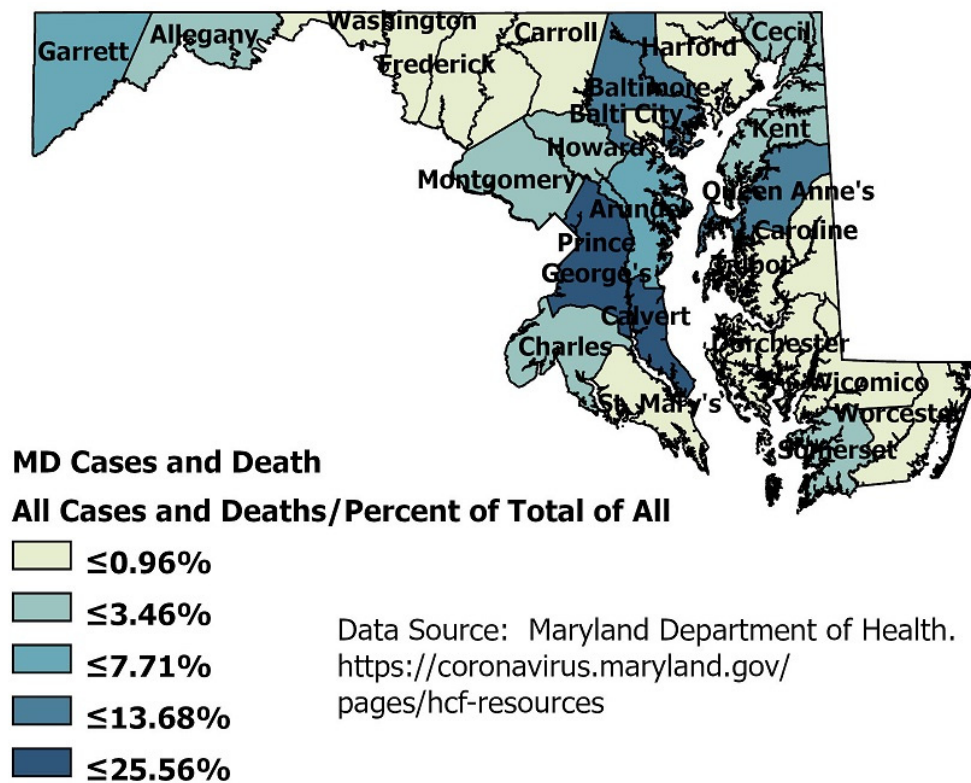 Washington
Carroll
Cecil
Allegany
Harford
Garrett
Frederick
Baltimore
Balti City
Kent
Howard
Montgomery
Queen Anne's
Arundel
Caroline
Prince
George's
Talbot
Calvert
Charles
Dorchester
Wicomico
St. Mary's
Worcester
Somerset
MD Cases and Death
All Cases and Deaths/Percent of Total of All
≤0.96%
≤3.46%
≤7.71%
≤13.68%
≤25.56%
Data Source: Maryland Department of Health.
https://coronavirus.maryland.gov/
pages/hcf-resources